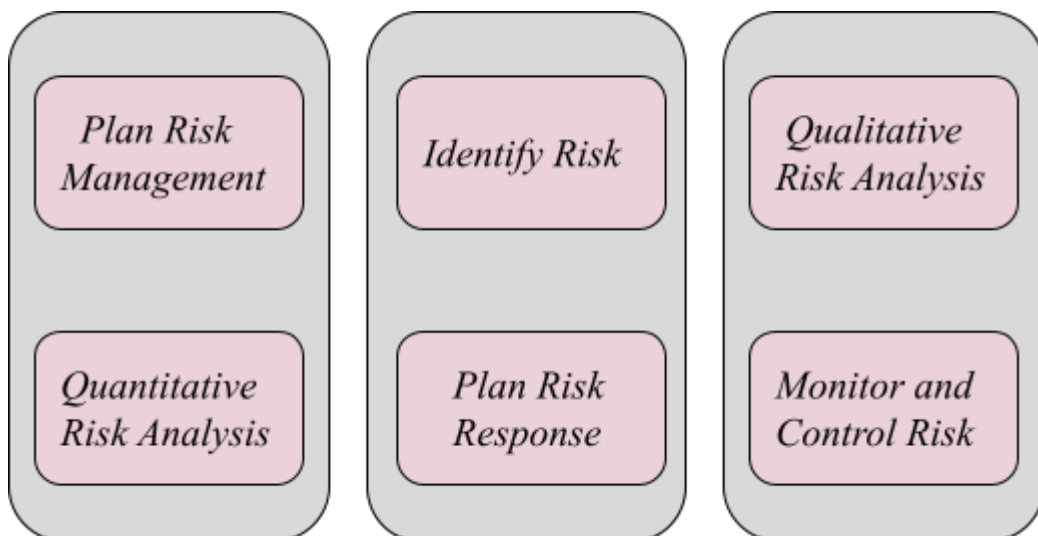 Plan Risk
Management
Identify Risk
Qualitative
Risk Analysis
Quantitative
Risk Analysis
Plan Risk
Response
Monitor and
Control Risk